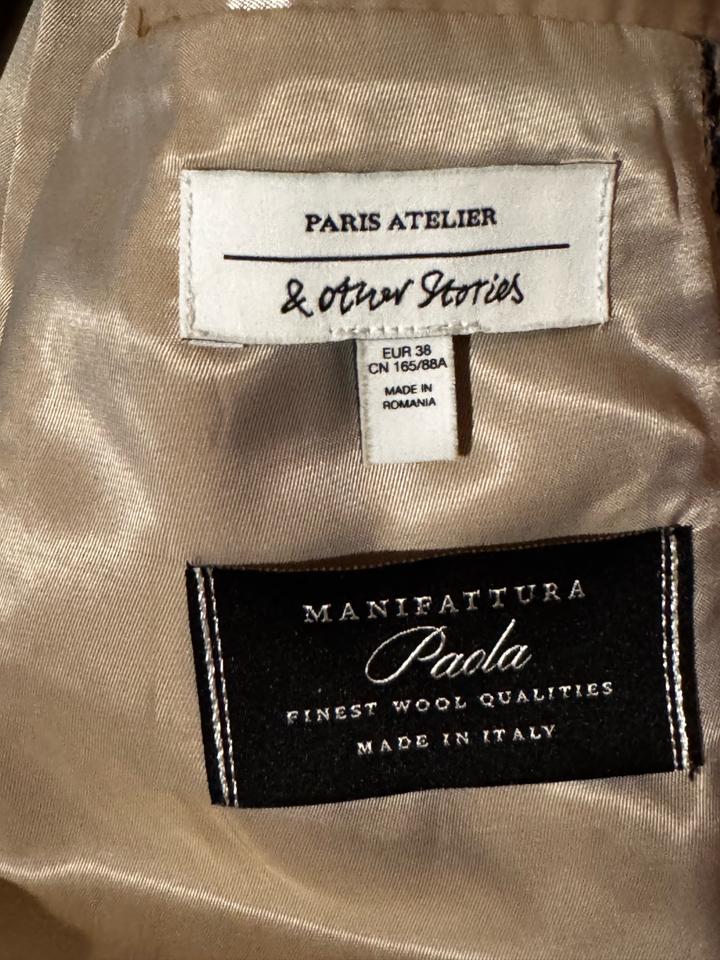 PARIS ATELIER
& other Stories
EUR 38
CN 165/88A
MADE IN
ROMANIA
MANIFATTURA
Paola
FINEST WOOL QUALITIES
MADE IN ITALY